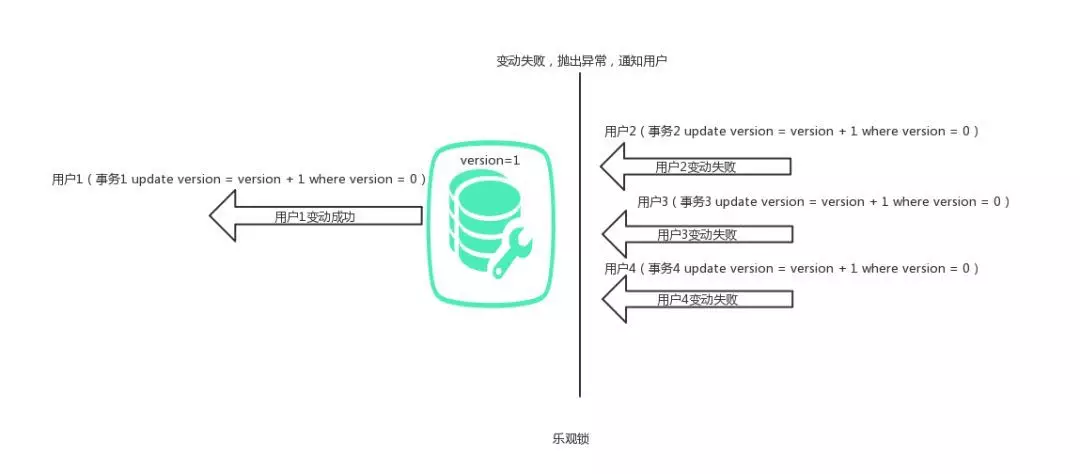 变动失败，抛出异常，通知用户
用户2（事务2 update version = version + 1 where version = 0）
version=1
用户2变动失败
用户1（事务1 update version = version + 1 where version = 0）
用户3（事务3 update version = version + 1 where version = 0）
用户1变动成功
用户3变动失败
用户4（事务4 update version = version + 1 where version = 0）
用户4变动失败
乐观锁